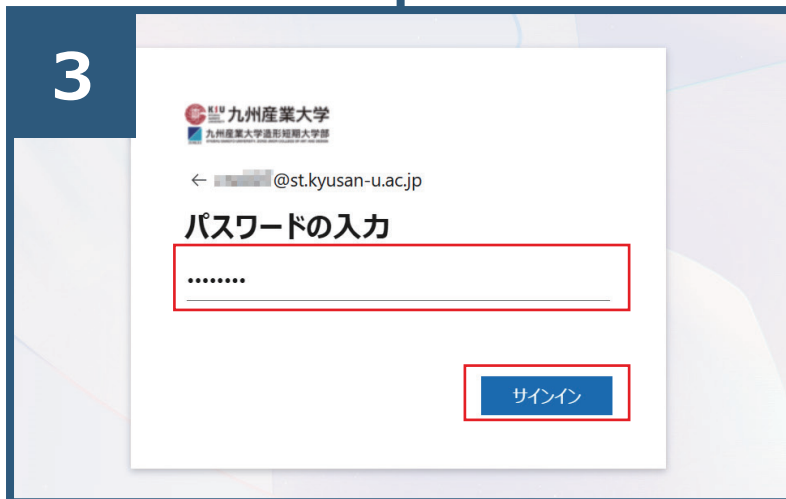 3
KSU 九州産業大学
九州産業大学造形短期大学部
← @st.kyusan-u.ac.jp
パスワードの入力
••••••••
サインイン